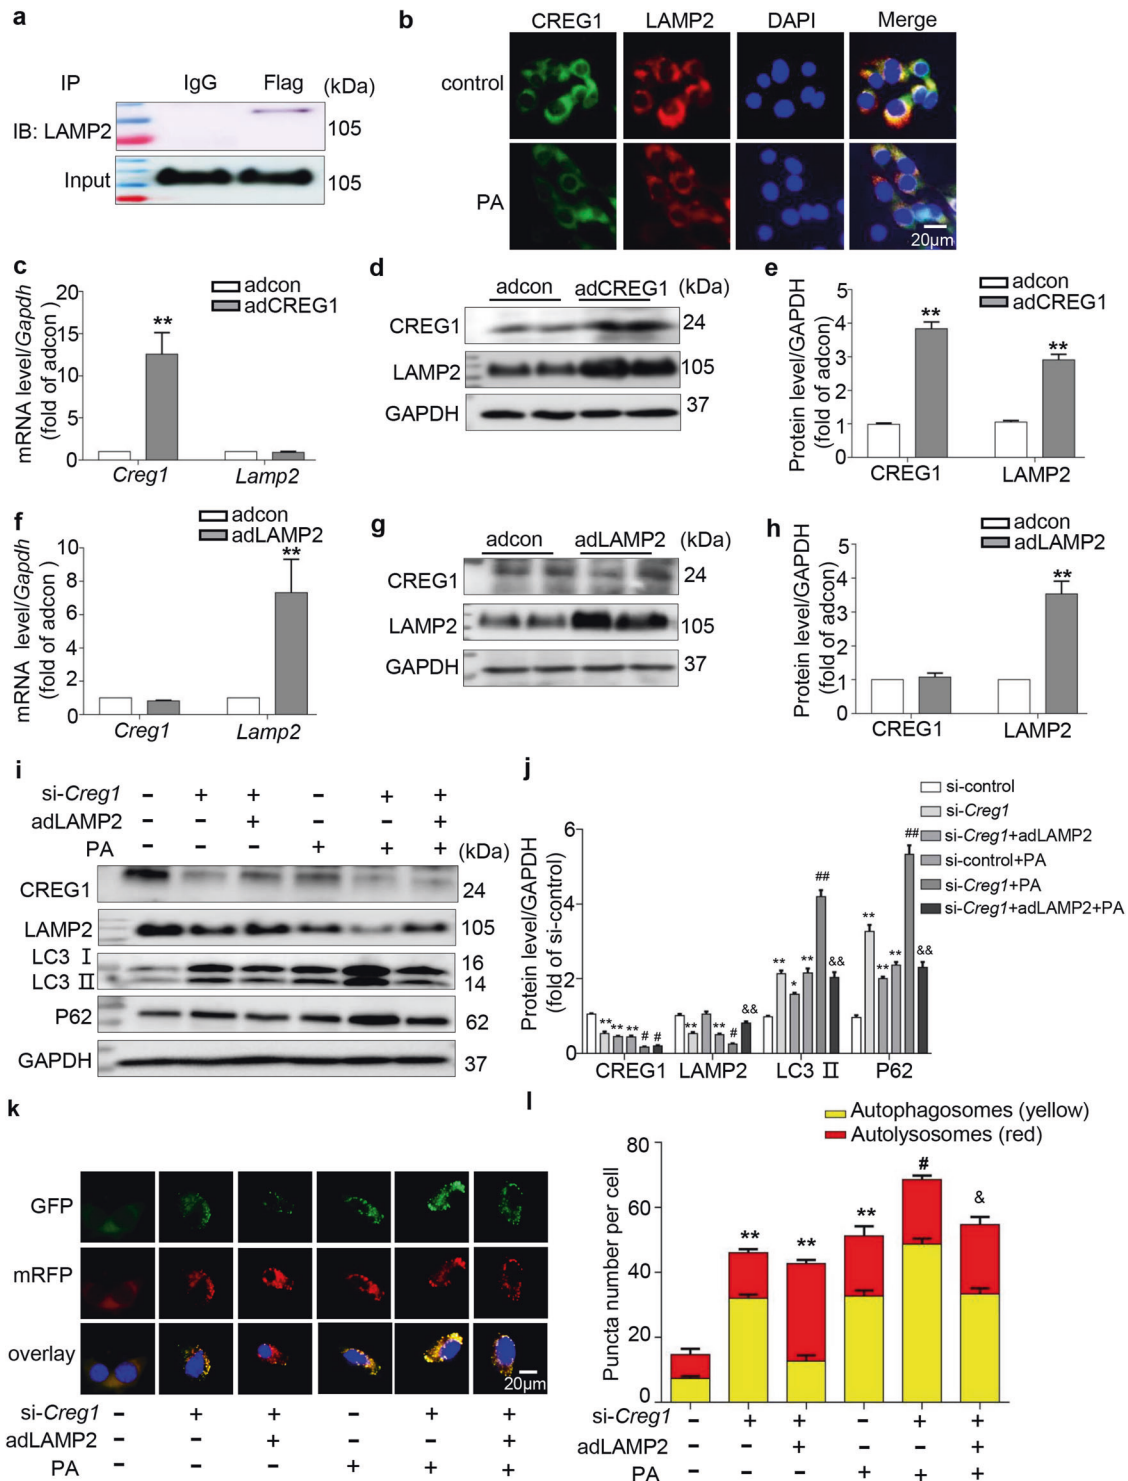 a
IP IgG Flag (kDa)
IB: LAMP2 105
Input 105
b
CREG1 LAMP2 DAPI Merge
control
PA
20μm
c
adcon
adCREG1
mRNA level/Gapdh
(fold of adcon )
20
15
10
5
0
**
Creg1 Lamp2
d
adcon adCREG1 (kDa)
CREG1 24
LAMP2 105
GAPDH 37
e
adcon
adCREG1
Protein level/GAPDH
(fold of adcon)
5
4
3
2
1
0
** **
CREG1 LAMP2
f
adcon
adLAMP2
mRNA level/Gapdh
(fold of adcon )
10
8
6
4
2
0
**
Creg1 Lamp2
g
adcon adLAMP2 (kDa)
CREG1 24
LAMP2 105
GAPDH 37
h
adcon
adLAMP2
Protein level/GAPDH
(fold of adcon)
5
4
3
2
1
0
**
CREG1 LAMP2
i
si-Creg1 – + + – + +
adLAMP2 – – + +
PA – – – + + + (kDa)
CREG1 24
LAMP2 105
LC3 I 16
LC3 II 14
P62 62
GAPDH 37
j
si-control
si-Creg1
si-Creg1+adLAMP2
si-control+PA
si-Creg1+PA
si-Creg1+adLAMP2+PA
Protein level/GAPDH
(fold of si-control)
6
4
2
0
** ** ** # #
** ** # &&
** * ** ## &&
** ** ** ## &&
CREG1 LAMP2 LC3 II P62
k
GFP
mRFP
overlay
20μm
si-Creg1 – + + – + +
adLAMP2 – – + – – +
PA – – – + + +
l
Autophagosomes (yellow)
Autolysosomes (red)
Puncta number per cell
80
60
40
20
0
** ** ** # &
si-Creg1 – + + – + +
adLAMP2 – – + – – +
PA – – – + + +